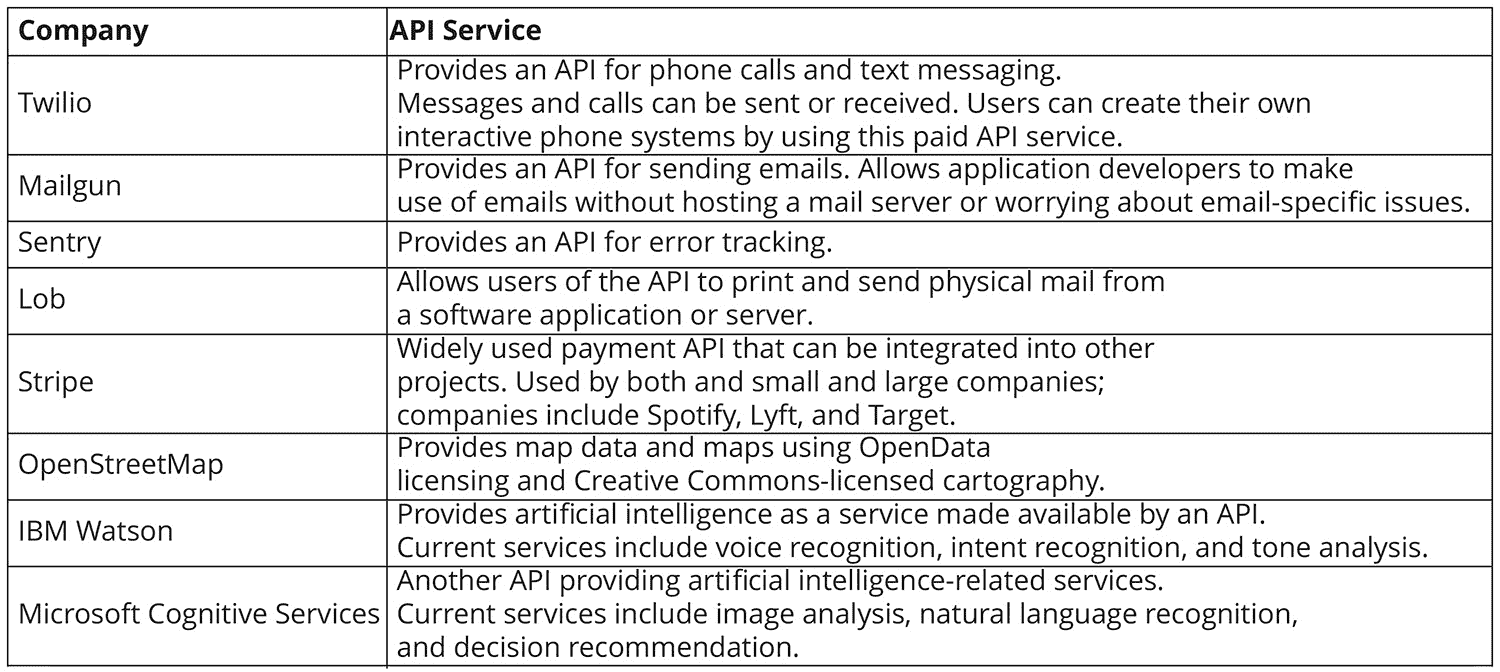 Company API Service
Twilio
Provides an API for phone calls and text messaging.
Messages and calls can be sent or received. Users can create their own
interactive phone systems by using this paid API service.
Mailgun
Provides an API for sending emails. Allows application developers to make
use of emails without hosting a mail server or worrying about email-specific issues.
Sentry
Provides an API for error tracking.
Lob
Allows users of the API to print and send physical mail from
a software application or server.
Stripe
Widely used payment API that can be integrated into other
projects. Used by both and small and large companies;
companies include Spotify, Lyft, and Target.
OpenStreetMap
Provides map data and maps using OpenData
licensing and Creative Commons-licensed cartography.
IBM Watson
Provides artificial intelligence as a service made available by an API.
Current services include voice recognition, intent recognition, and tone analysis.
Microsoft Cognitive Services
Another API providing artificial intelligence-related services.
Current services include image analysis, natural language recognition,
and decision recommendation.